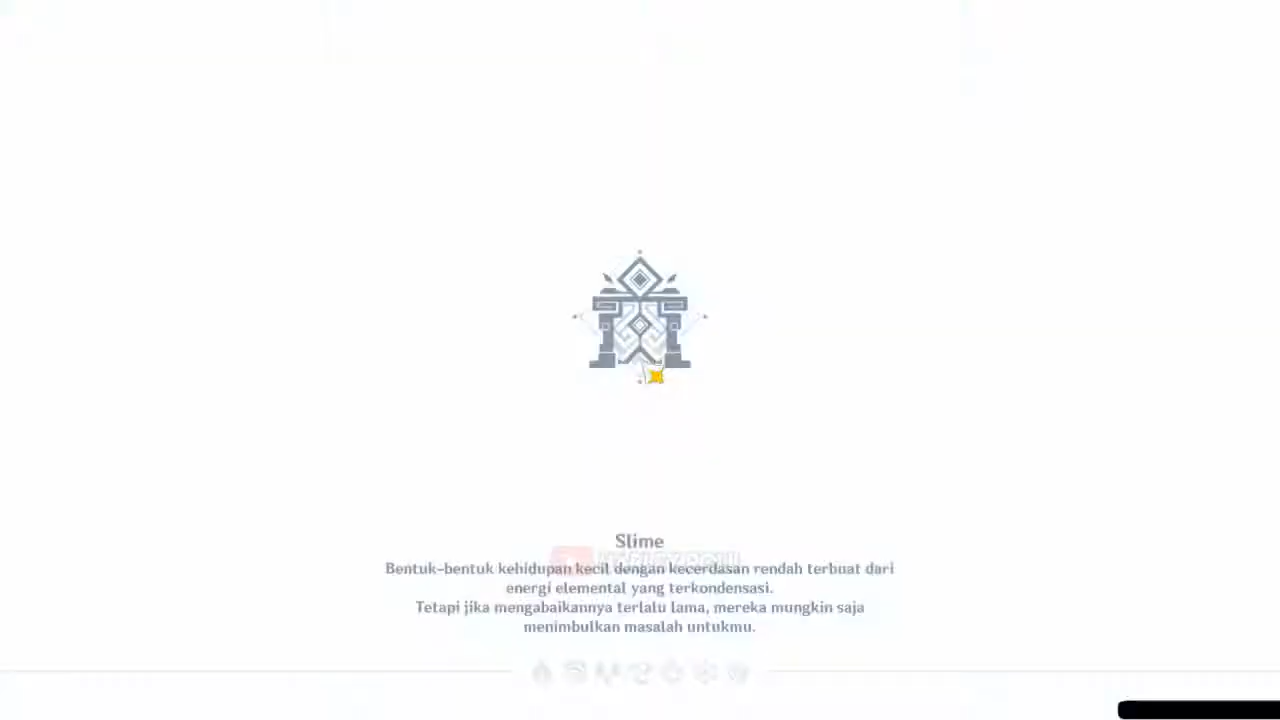 Slime
Bentuk-bentuk kehidupan kecil dengan kecerdasan rendah terbuat dari
energi elemental yang terkondensasi.
Tetapi jika mengabaikannya terlalu lama, mereka mungkin saja
menimbulkan masalah untukmu.